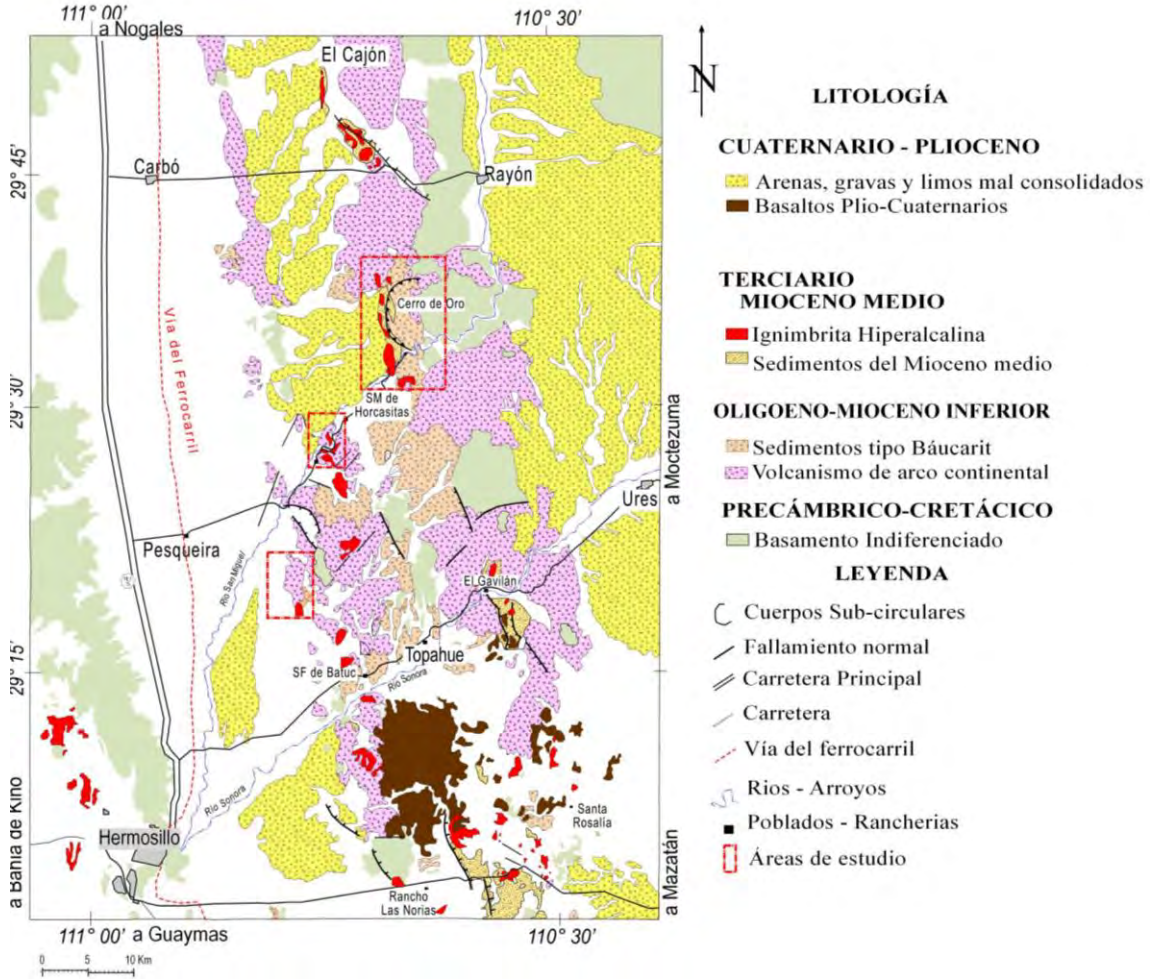 111° 00'
110° 30'
a Nogales
El Cajón
N
29° 45'
Carbó
Rayón
Cerro de Oro
Vía del Ferrocarril
29° 30'
SM de
Horcasitas
a Moctezuma
Ures
Pesqueira
Río San Miguel
El Gavilán
29° 15'
Topahue
SF de Batuc
Río Sonora
Río Sonora
Santa
Rosalía
Hermosillo
a Bahia de Kino
a Mazatán
Rancho
Las Norias
111° 00'
a Guaymas
110° 30'
0 5 10 Km
LITOLOGÍA
CUATERNARIO - PLIOCENO
Arenas, gravas y limos mal consolidados
Basaltos Plio-Cuaternarios
TERCIARIO
MIOCENO MEDIO
Ignimbrita Hiperalcalina
Sedimentos del Mioceno medio
OLIGOENO-MIOCENO INFERIOR
Sedimentos tipo Báucarit
Volcanismo de arco continental
PRECÁMBRICO-CRETÁCICO
Basamento Indiferenciado
LEYENDA
Cuerpos Sub-circulares
Fallamiento normal
Carretera Principal
Carretera
Vía del ferrocarril
Rios - Arroyos
Poblados - Rancherias
Áreas de estudio